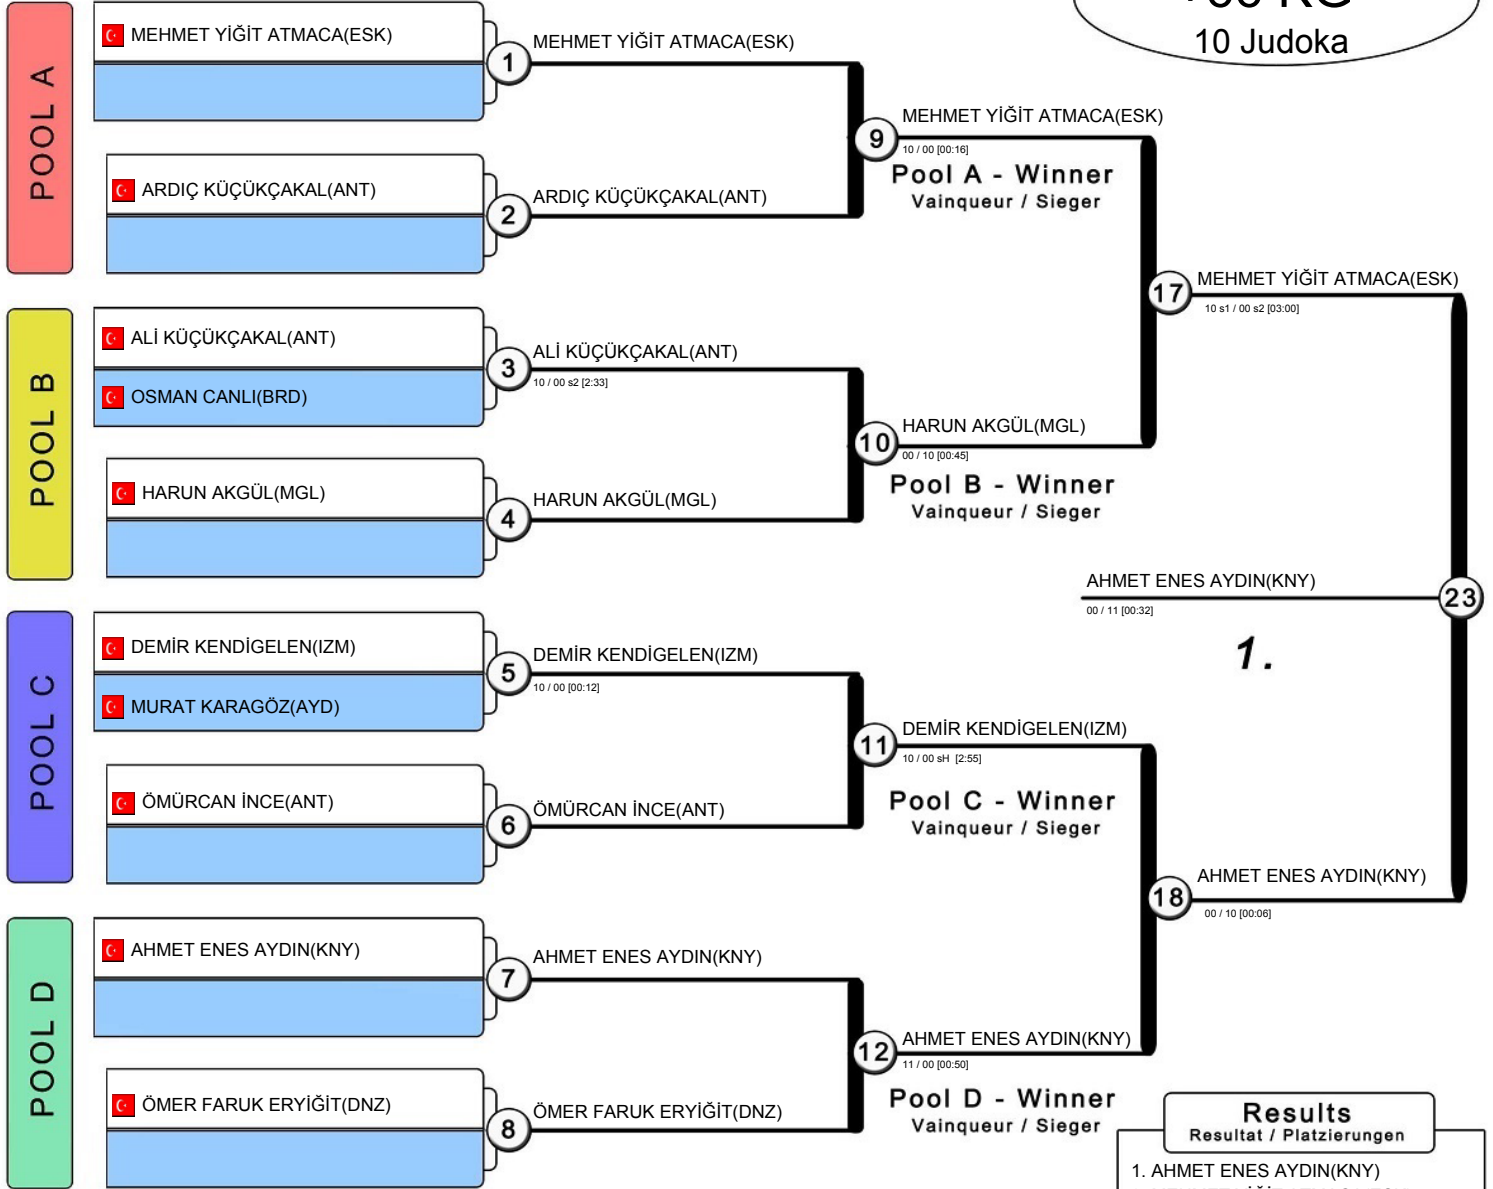 10 Judoka
POOL A
MEHMET YİĞİT ATMACA(ESK)
1
MEHMET YİĞİT ATMACA(ESK)
ARDIÇ KÜÇÜKÇAKAL(ANT)
2
ARDIÇ KÜÇÜKÇAKAL(ANT)
9
MEHMET YİĞİT ATMACA(ESK)
10 / 00 [00:16]
Pool A - Winner
Vainqueur / Sieger
POOL B
ALİ KÜÇÜKÇAKAL(ANT)
OSMAN CANLI(BRD)
3
ALİ KÜÇÜKÇAKAL(ANT)
10 / 00 s2 [2:33]
HARUN AKGÜL(MGL)
4
HARUN AKGÜL(MGL)
10
HARUN AKGÜL(MGL)
00 / 10 [00:45]
Pool B - Winner
Vainqueur / Sieger
17
MEHMET YİĞİT ATMACA(ESK)
10 s1 / 00 s2 [03:00]
POOL C
DEMİR KENDİGELEN(IZM)
MURAT KARAGÖZ(AYD)
5
DEMİR KENDİGELEN(IZM)
10 / 00 [00:12]
ÖMÜRCAN İNCE(ANT)
6
ÖMÜRCAN İNCE(ANT)
11
DEMİR KENDİGELEN(IZM)
10 / 00 sH [2:55]
Pool C - Winner
Vainqueur / Sieger
POOL D
AHMET ENES AYDIN(KNY)
7
AHMET ENES AYDIN(KNY)
ÖMER FARUK ERYİĞİT(DNZ)
8
ÖMER FARUK ERYİĞİT(DNZ)
12
AHMET ENES AYDIN(KNY)
11 / 00 [00:50]
Pool D - Winner
Vainqueur / Sieger
18
AHMET ENES AYDIN(KNY)
00 / 10 [00:06]
23
AHMET ENES AYDIN(KNY)
00 / 11 [00:32]
1.
Results
Resultat / Platzierungen
1. AHMET ENES AYDIN(KNY)